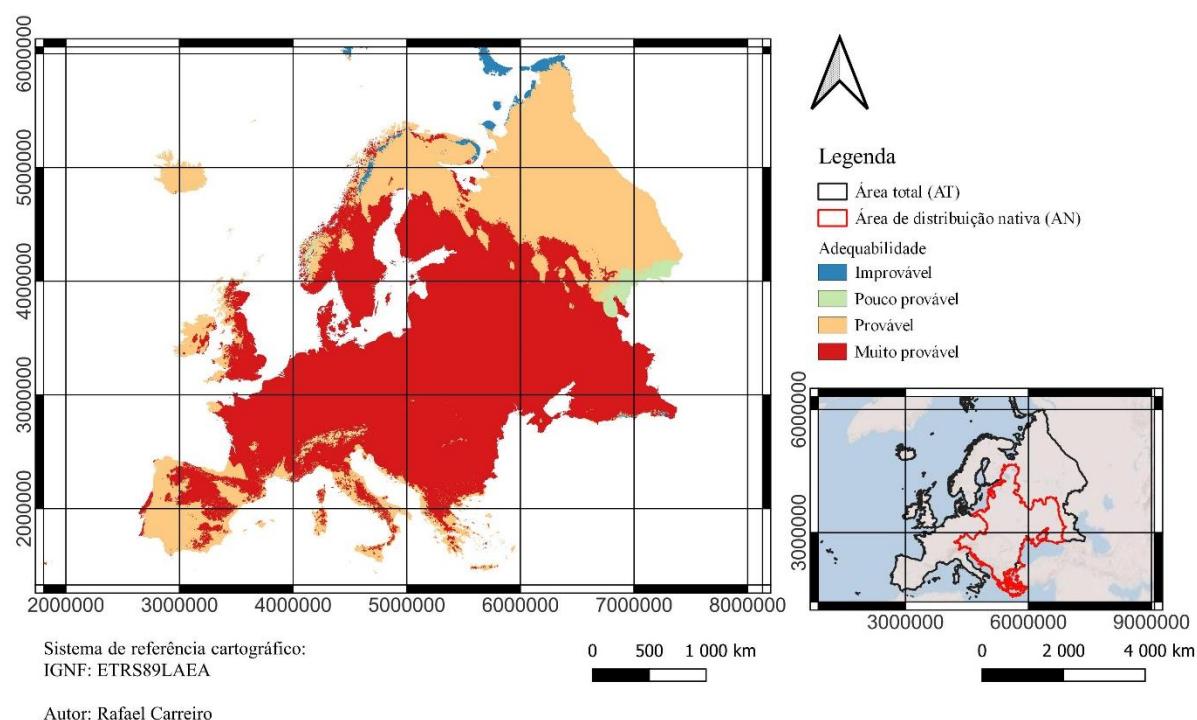 6000000
5000000
4000000
3000000
2000000
2000000 3000000 4000000 5000000 6000000 7000000 8000000
Legenda
Área total (AT)
Área de distribuição nativa (AN)
Adequabilidade
Improvável
Pouco provável
Provável
Muito provável
6000000
3000000
3000000 6000000 9000000
Sistema de referência cartográfico:
IGNF: ETRS89LAEA
0 500 1 000 km
0 2 000 4 000 km
Autor: Rafael Carreiro